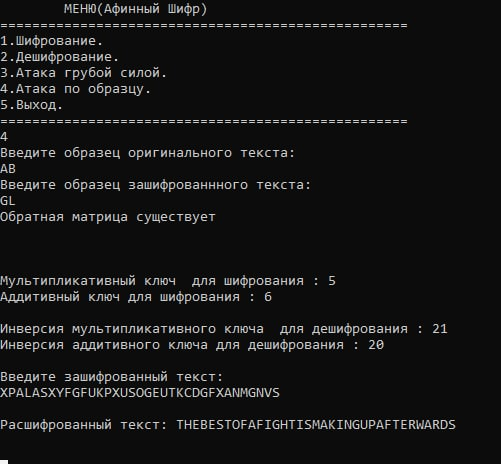 МЕНЮ(Афинный Шифр)
===================================================
1.Шифрование.
2.Дешифрование.
3.Атака грубой силой.
4.Атака по образцу.
5.Выход.
===================================================
4
Введите образец оригинального текста:
AB
Введите образец зашифрованнного текста:
GL
Обратная матрица существует
Мультипликативный ключ  для шифрования : 5
Аддитивный ключ для шифрования : 6
Инверсия мультипликативного ключа  для дешифрования : 21
Инверсия аддитивного ключа для дешифрования : 20
Введите зашифрованный текст:
XPALASXYFGFUKPXUSOGEUTKCDGFXANMGNVS
Расшифрованный текст: THEBESTOFAFIGHTISMAKINGUPAFTERWARDS